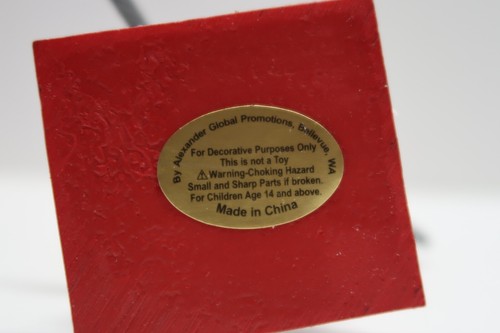 By Alexander Global Promotions, Bellevue, WA
For Decorative Purposes Only
This is not a Toy
⚠Warning-Choking Hazard
Small and Sharp Parts if broken.
For Children Age 14 and above.
Made in China